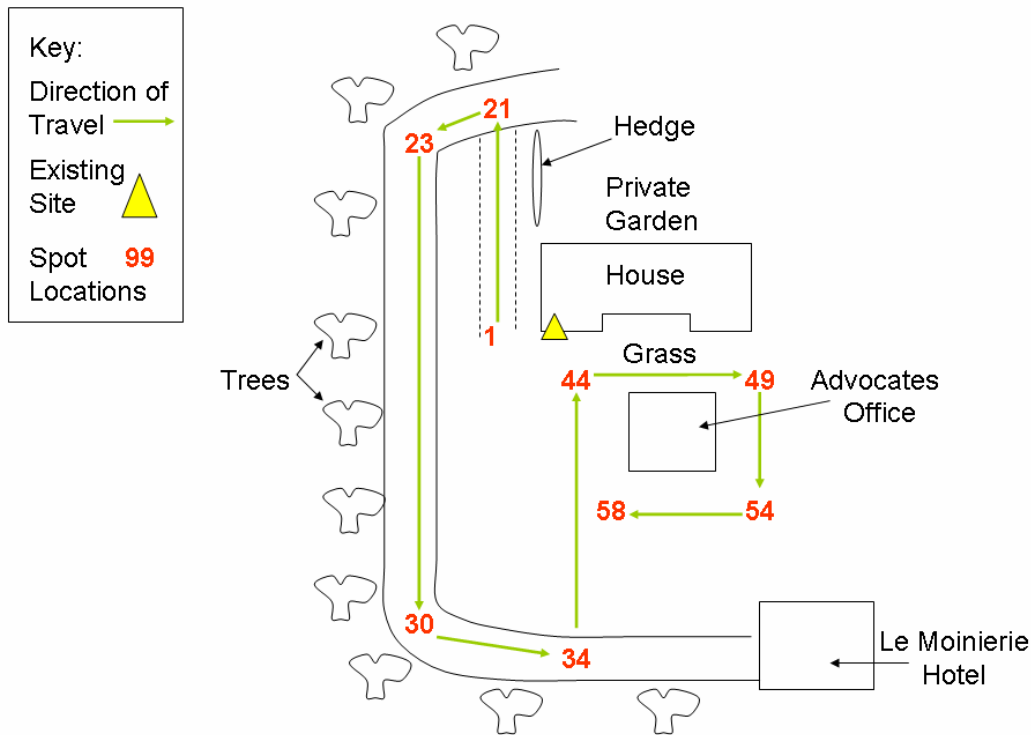 Key:
Direction of
Travel
Existing
Site
Spot 99
Locations
21
23
Hedge
Private
Garden
House
1
Grass
Trees
44
49
Advocates
Office
58
54
30
34
Le Moinierie
Hotel